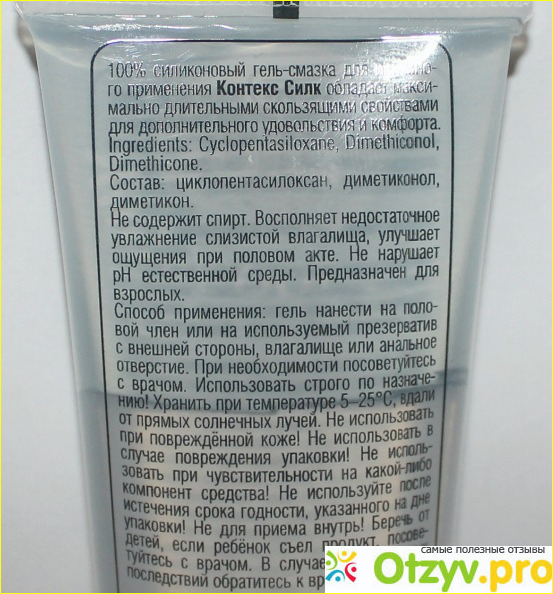 100% силиконовый гель-смазка для
го применения Контекс Силк обладает макси-
мально длительными скользящими свойствами
для дополнительного удовольствия и комфорта.
Ingredients: Cyclopentasiloxane, Dimethiconol,
Dimethicone.
Состав: циклопентасилоксан, диметиконол,
диметикон.
Не содержит спирт. Восполняет недостаточное
увлажнение слизистой влагалища, улучшает
ощущения при половом акте. Не нарушает
pH естественной среды. Предназначен для
взрослых.
Способ применения: гель нанести на поло-
вой член или на используемый презерватив
с внешней стороны, влагалище или анальное
отверстие. При необходимости посоветуйтесь
с врачом. Использовать строго по назначе-
нию! Хранить при температуре 5–25°С, вдали
от прямых солнечных лучей. Не использовать
при повреждённой коже! Не использовать в
случае повреждения упаковки! Не исполь-
зовать при чувствительности на какой-либо
компонент средства! Не используйте после
истечения срока годности, указанного на дне
упаковки! Не для приема внутрь! Беречь от
детей, если ребёнок съел продукт, посове-
туйтесь с врачом. В случае
последствий обратитесь к вр
самые полезные отзывы
Otzyv.pro